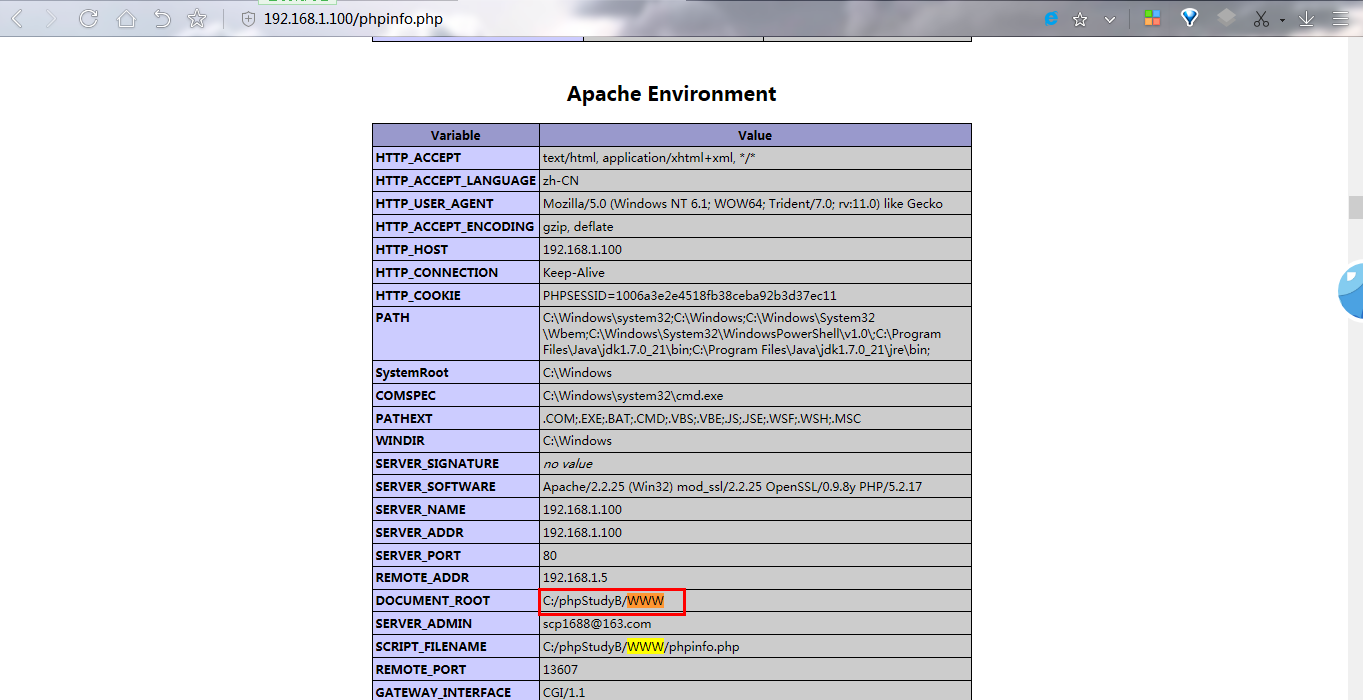 192.168.1.100/phpinfo.php
Apache Environment
Variable Value
HTTP_ACCEPT text/html, application/xhtml+xml, */*
HTTP_ACCEPT_LANGUAGE zh-CN
HTTP_USER_AGENT Mozilla/5.0 (Windows NT 6.1; WOW64; Trident/7.0; rv:11.0) like Gecko
HTTP_ACCEPT_ENCODING gzip, deflate
HTTP_HOST 192.168.1.100
HTTP_CONNECTION Keep-Alive
HTTP_COOKIE PHPSESSID=1006a3e2e4518fb38ceba92b3d37ec11
PATH C:\Windows\system32;C:\Windows;C:\Windows\System32
\Wbem;C:\Windows\System32\WindowsPowerShell\v1.0\;C:\Program
Files\Java\jdk1.7.0_21\bin;C:\Program Files\Java\jdk1.7.0_21\jre\bin;
SystemRoot C:\Windows
COMSPEC C:\Windows\system32\cmd.exe
PATHEXT .COM;.EXE;.BAT;.CMD;.VBS;.VBE;.JS;.JSE;.WSF;.WSH;.MSC
WINDIR C:\Windows
SERVER_SIGNATURE no value
SERVER_SOFTWARE Apache/2.2.25 (Win32) mod_ssl/2.2.25 OpenSSL/0.9.8y PHP/5.2.17
SERVER_NAME 192.168.1.100
SERVER_ADDR 192.168.1.100
SERVER_PORT 80
REMOTE_ADDR 192.168.1.5
DOCUMENT_ROOT C:/phpStudyB/WWW
SERVER_ADMIN scp1688@163.com
SCRIPT_FILENAME C:/phpStudyB/WWW/phpinfo.php
REMOTE_PORT 13607
GATEWAY_INTERFACE CGI/1.1